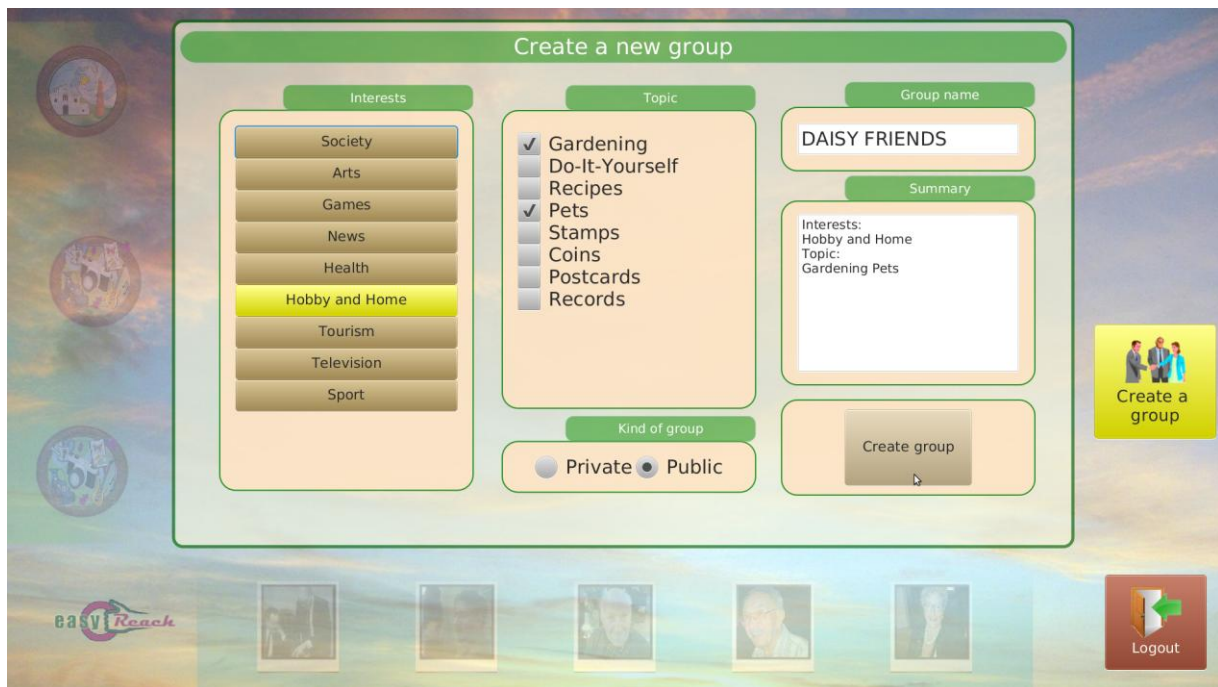 Create a new group
Interests
Society
Arts
Games
News
Health
Hobby and Home
Tourism
Television
Sport
Topic
Gardening
Do-It-Yourself
Recipes
Pets
Stamps
Coins
Postcards
Records
Kind of group
Private Public
Group name
DAISY FRIENDS
Summary
Interests:
Hobby and Home
Topic:
Gardening Pets
Create group
Create a
group
easy Reach
Logout